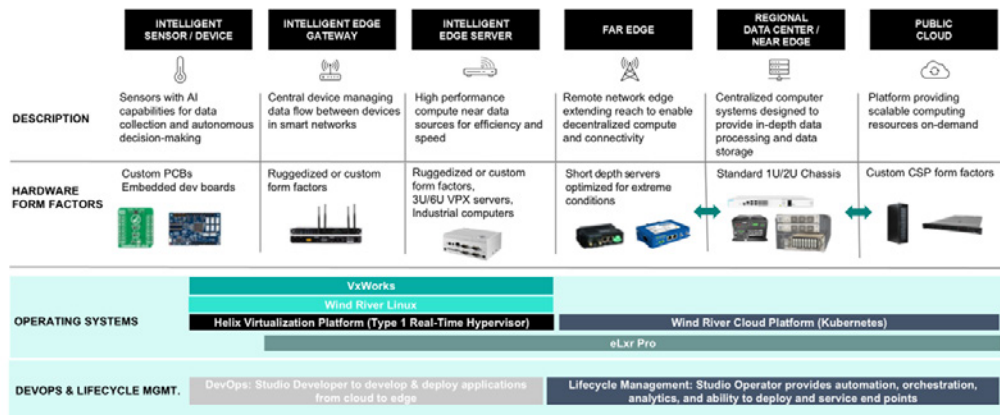 INTELLIGENT
SENSOR / DEVICE
INTELLIGENT EDGE
GATEWAY
INTELLIGENT
EDGE SERVER
FAR EDGE
REGIONAL
DATA CENTER /
NEAR EDGE
PUBLIC
CLOUD
DESCRIPTION
Sensors with AI
capabilities for data
collection and autonomous
decision-making
Central device managing
data flow between devices
in smart networks
High performance
compute near data
sources for efficiency and
speed
Remote network edge
extending reach to enable
decentralized compute
and connectivity
Centralized computer
systems designed to
provide in-depth data
processing and data
storage
Platform providing
scalable computing
resources on-demand
HARDWARE
FORM FACTORS
Custom PCBs
Embedded dev boards
Ruggedized or custom
form factors
Ruggedized or custom
form factors,
3U/6U VPX servers,
Industrial computers
Short depth servers
optimized for extreme
conditions
Standard 1U/2U Chassis
Custom CSP form factors
OPERATING SYSTEMS
VxWorks
Wind River Linux
Helix Virtualization Platform (Type 1 Real-Time Hypervisor)
Wind River Cloud Platform (Kubernetes)
eLxr Pro
DEVOPS & LIFECYCLE MGMT.
DevOps: Studio Developer to develop & deploy applications
from cloud to edge
Lifecycle Management: Studio Operator provides automation, orchestration,
analytics, and ability to deploy and service end points